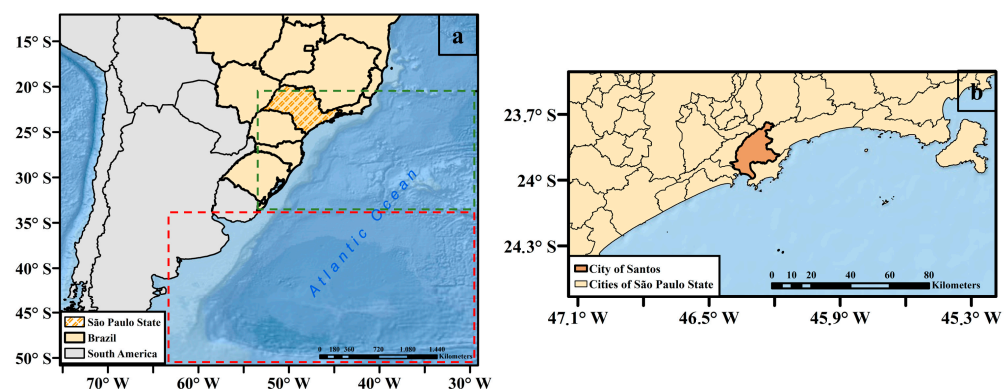 a
15° S
20° S
25° S
30° S
35° S
40° S
45° S
50° S
Atlantic Ocean
São Paulo State
Brazil
South America
0 180 360 720 1.080 1.440
Kilometers
70° W 60° W 50° W 40° W 30° W
b
23.7° S
24° S
24.3° S
City of Santos
Cities of São Paulo State
0 10 20 40 60 80
Kilometers
47.1° W 46.5° W 45.9° W 45.3° W